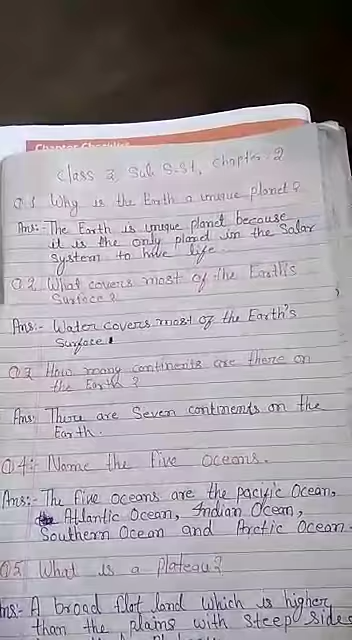 Chapter Checklist
Class 3 Sub S.St, Chapter-2
Q.1 Why is the Earth a unique planet?
Ans:- The Earth is unique planet because
it is the only planet in the Solar
System to have life.
Q.2 What covers most of the Earth's
Surface?
Ans:- Water covers most of the Earth's
Surface.
Q.3 How many continents are there on
the Earth?
Ans: There are Seven continents on the
Earth.
Q4:- Name the five oceans.
Ans:- The five oceans are the pacific Ocean,
Atlantic Ocean, Indian Ocean,
Southern Ocean and Arctic Ocean.
Q5 What is a plateau?
Ans:- A broad flat land which is higher
than the plains with steep sides